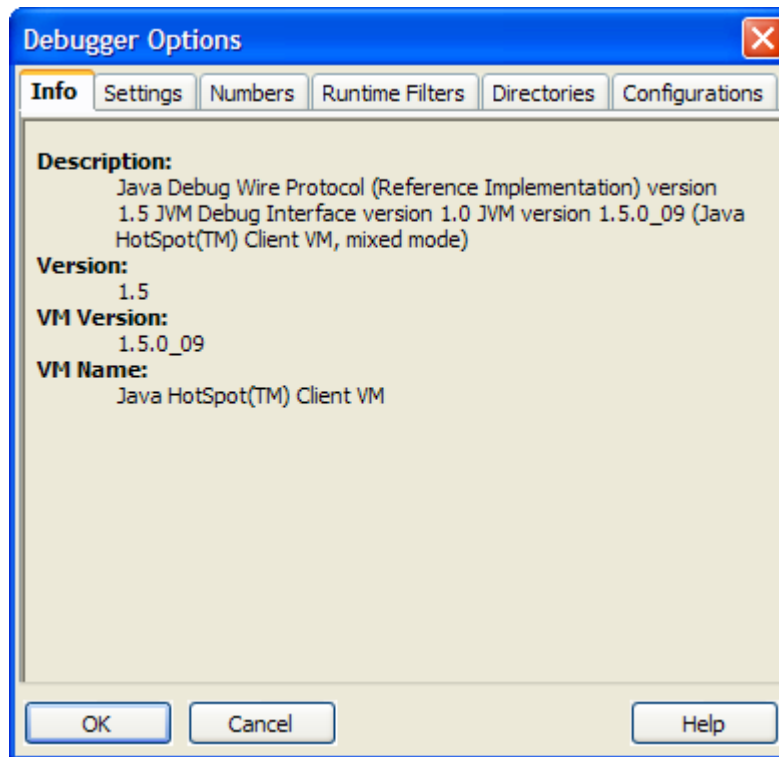 Debugger Options
Info Settings Numbers Runtime Filters Directories Configurations
Description:
Java Debug Wire Protocol (Reference Implementation) version
1.5 JVM Debug Interface version 1.0 JVM version 1.5.0_09 (Java
HotSpot(TM) Client VM, mixed mode)
Version:
1.5
VM Version:
1.5.0_09
VM Name:
Java HotSpot(TM) Client VM
OK Cancel Help